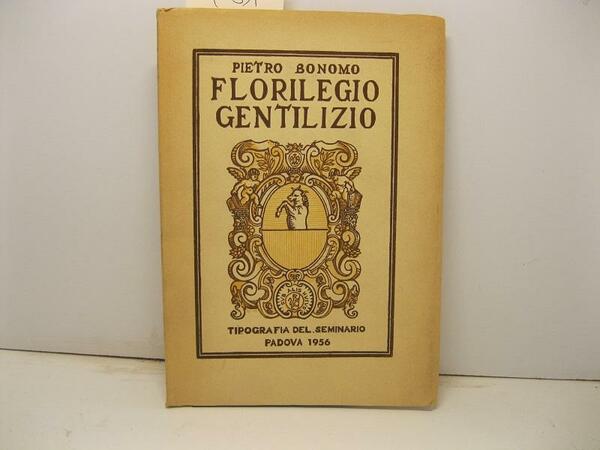 PIETRO BONOMO
FLORILEGIO
GENTILIZIO
TIPOGRAFIA DEL SEMINARIO
PADOVA 1956